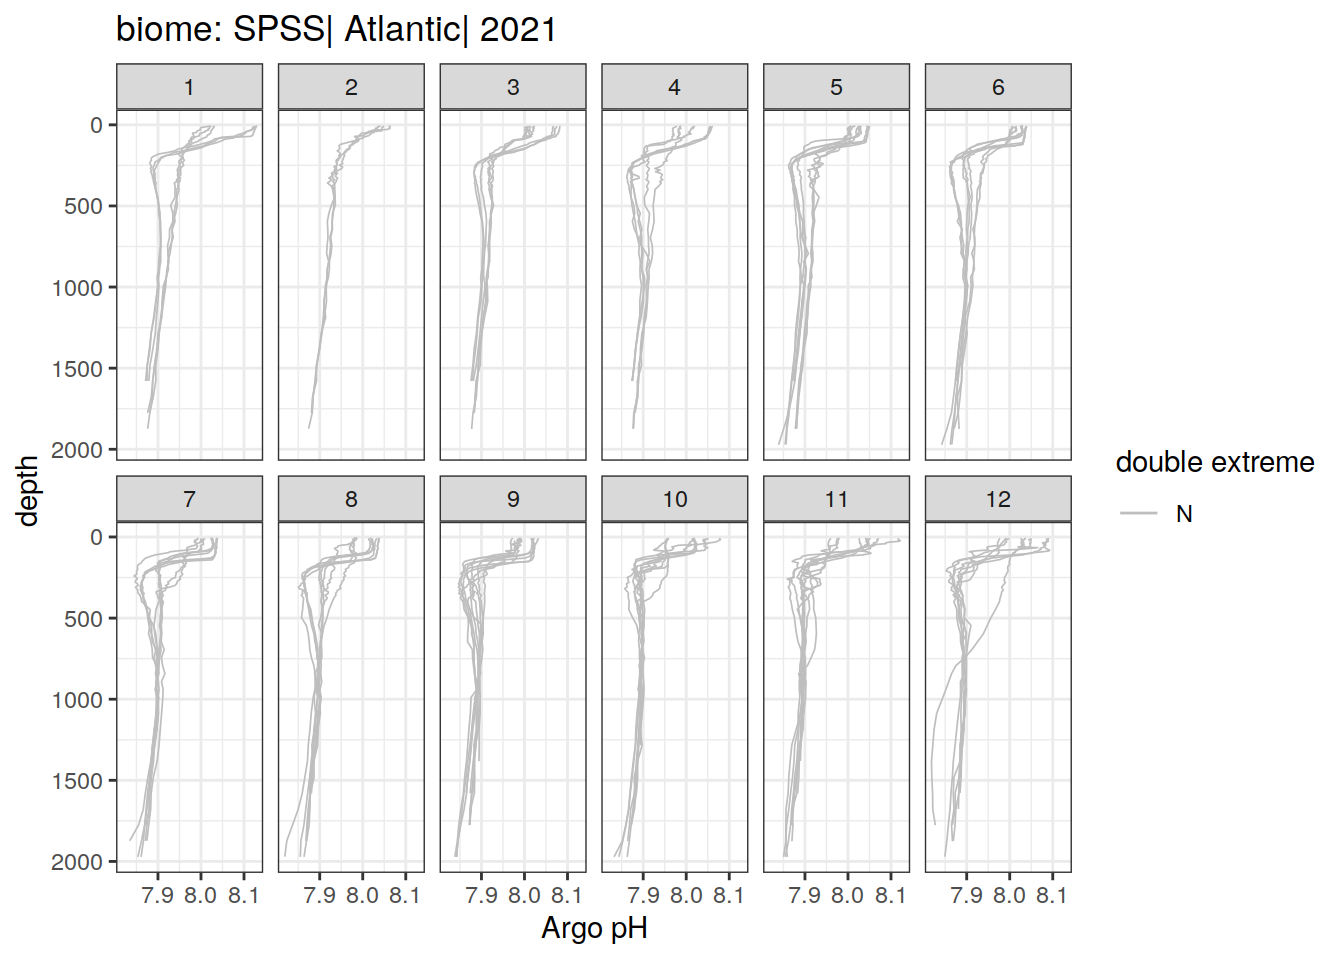 biome: SPSS| Atlantic| 2021
1 2 3 4 5 6
0
500
1000
1500
2000
depth
7 8 9 10 11 12
0
500
1000
1500
2000
7.9 8.0 8.1 7.9 8.0 8.1 7.9 8.0 8.1 7.9 8.0 8.1 7.9 8.0 8.1 7.9 8.0 8.1
Argo pH
double extreme
N